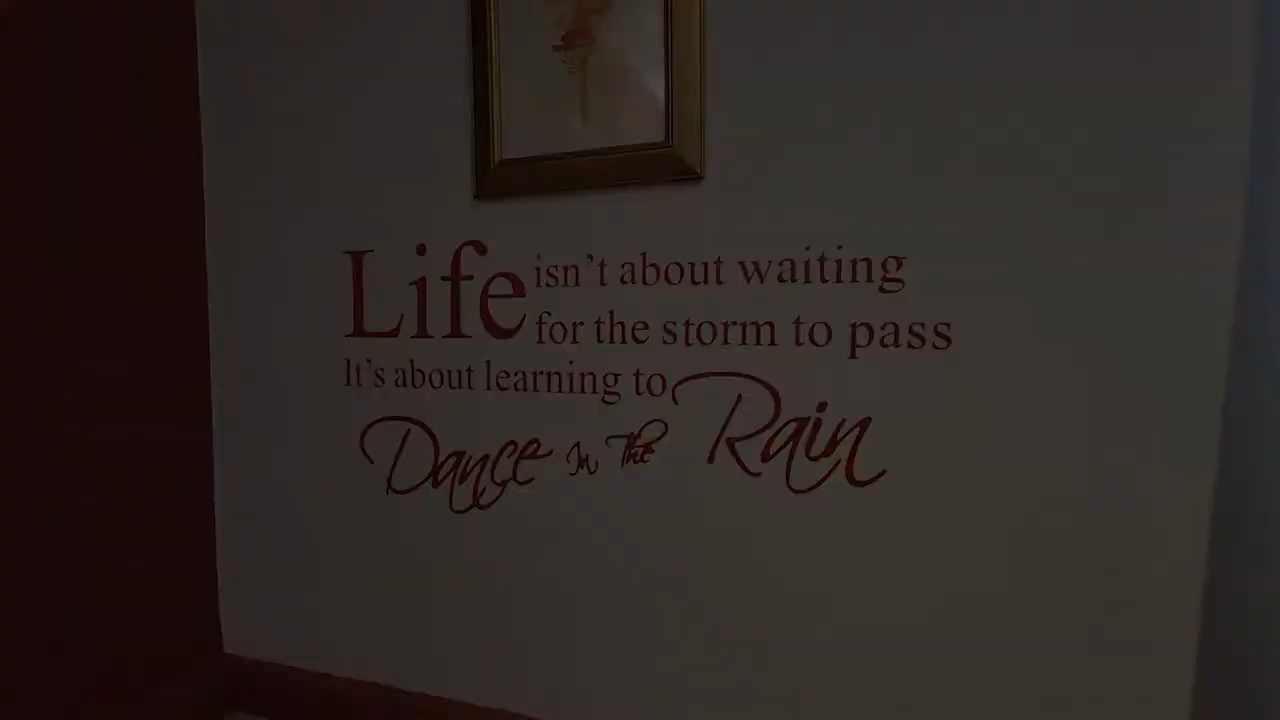 Life isn't about waiting
for the storm to pass
It's about learning to
Dance In The Rain